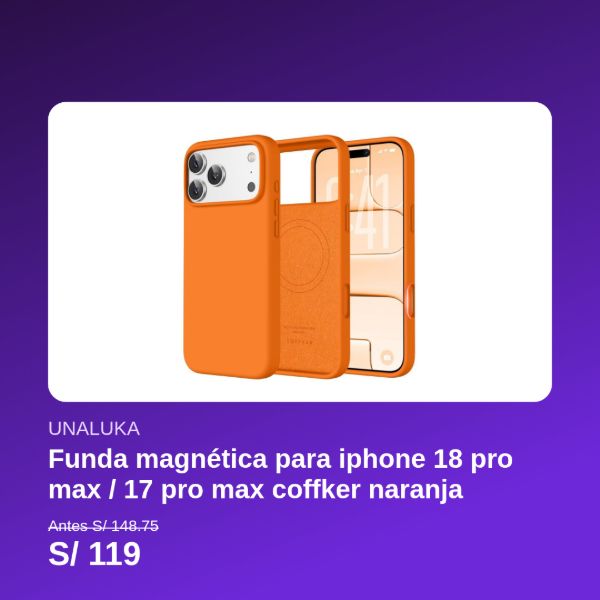 UNALUKA
Funda magnética para iphone 18 pro
max / 17 pro max coffker naranja
Antes S/ 148.75
S/ 119